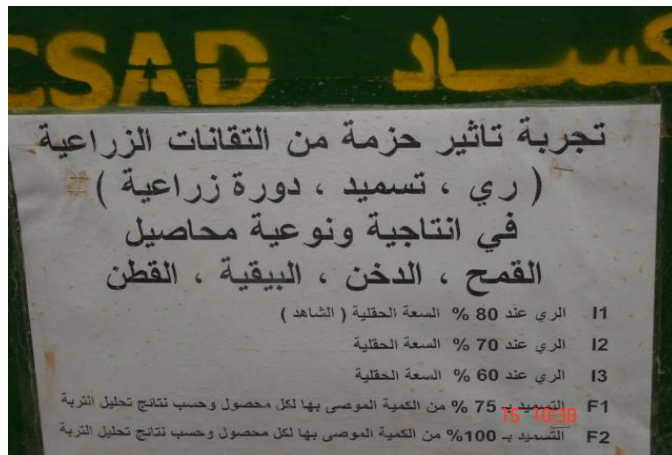 CSAD كساد
تجربة تاثير حزمة من التقانات الزراعية
( ري ، تسميد ، دورة زراعية )
في انتاجية ونوعية محاصيل
القمح ، الدخن ، البيقية ، القطن
I1 الري عند 80 % السعة الحقلية ( الشاهد )
I2 الري عند 70 % السعة الحقلية
I3 الري عند 60 % السعة الحقلية
F1 التسميد بـ 75 % من الكمية الموصى بها لكل محصول وحسب نتائج تحليل التربة
15 10:30
F2 التسميد بـ 100% من الكمية الموصى بها لكل محصول وحسب نتائج تحليل التربة